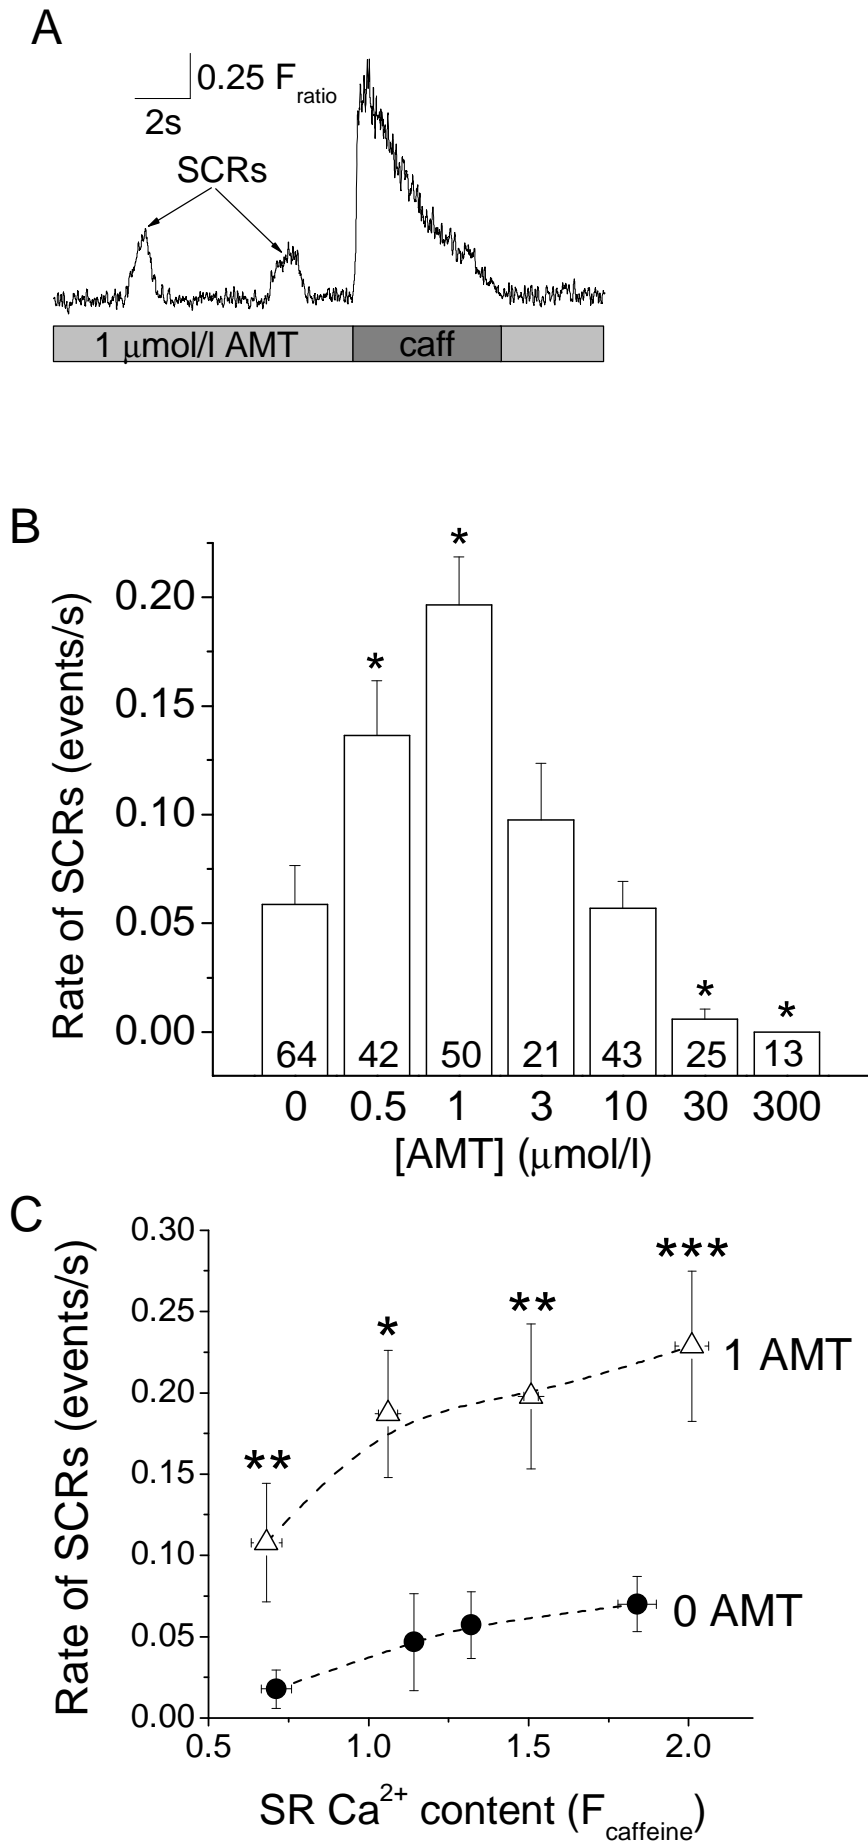 A
0.25 F_ratio
2s
SCRs
1 μmol/l AMT
caff
B
Rate of SCRs (events/s)
0.20
0.15
0.10
0.05
0.00
*
*
*
*
64 42 50 21 43 25 13
0 0.5 1 3 10 30 300
[AMT] (μmol/l)
C
Rate of SCRs (events/s)
0.30
0.25
0.20
0.15
0.10
0.05
0.00
**
*
**
***
1 AMT
0 AMT
0.5 1.0 1.5 2.0
SR Ca²⁺ content (F_caffeine)